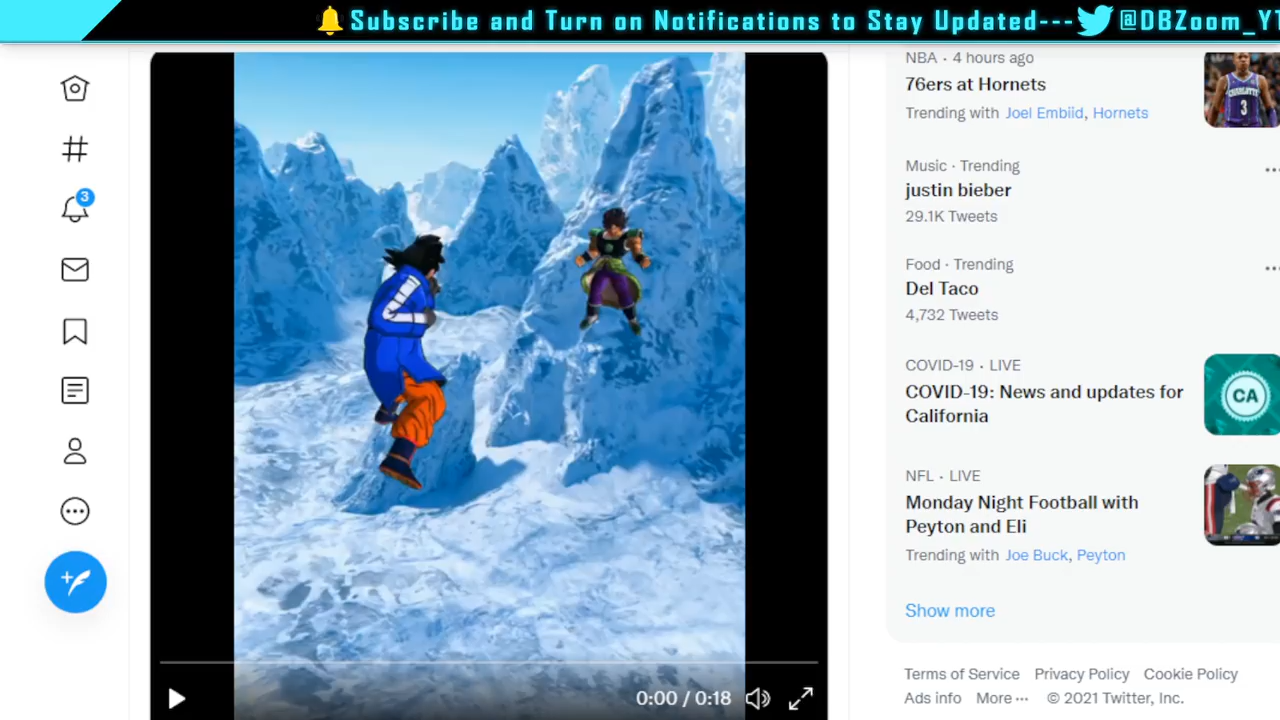 Subscribe and Turn on Notifications to Stay Updated--- @DBZoom_YT
3
NBA · 4 hours ago
76ers at Hornets
Trending with Joel Embiid, Hornets
CHARLOTTE
3
Music · Trending
justin bieber
29.1K Tweets
Food · Trending
Del Taco
4,732 Tweets
COVID-19 · LIVE
COVID-19: News and updates for
California
CA
NFL · LIVE
Monday Night Football with
Peyton and Eli
Trending with Joe Buck, Peyton
Show more
0:00 / 0:18
Terms of Service Privacy Policy Cookie Policy
Ads info More ··· © 2021 Twitter, Inc.